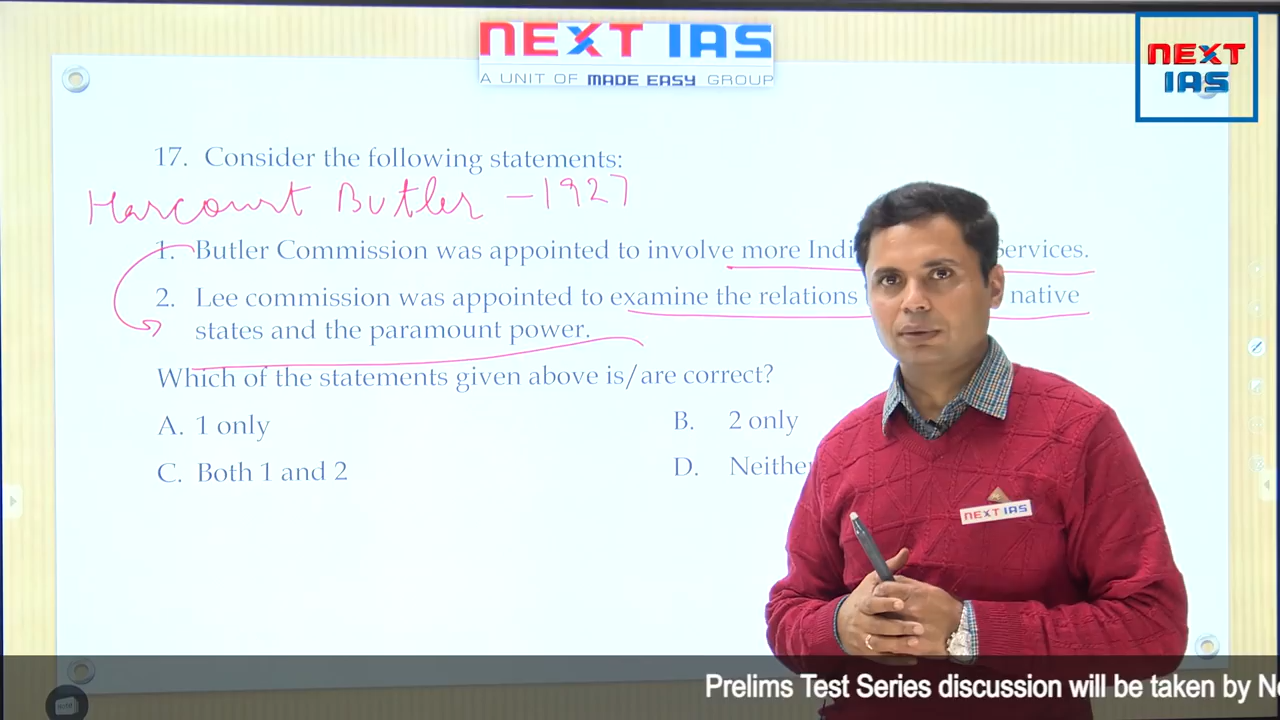 NEXT IAS
A UNIT OF MADE EASY GROUP
NEXT
IAS
17. Consider the following statements:
Harcourt Butler - 1927
1. Butler Commission was appointed to involve more Services.
2. Lee commission was appointed to examine the relations native
states and the paramount power.
Which of the statements given above is/are correct?
A. 1 only
B. 2 only
C. Both 1 and 2
D. Neither
NEXT IAS
Prelims Test Series discussion will be taken by